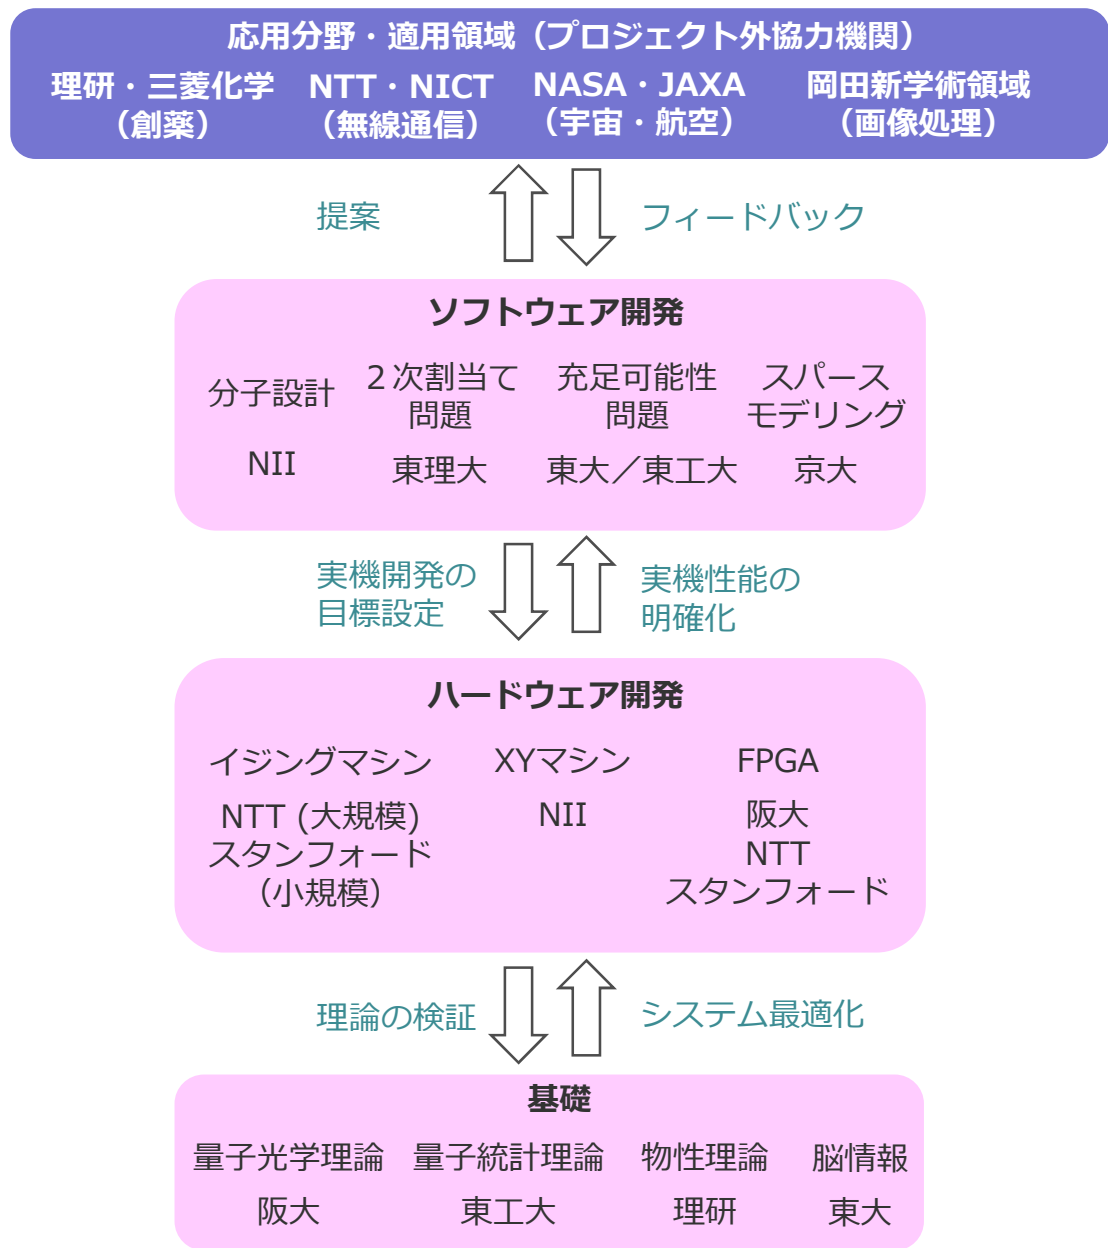 応用分野・適用領域（プロジェクト外協力機関）
理研・三菱化学 NTT・NICT NASA・JAXA 岡田新学術領域
（創薬） （無線通信） （宇宙・航空） （画像処理）
提案 フィードバック
ソフトウェア開発
分子設計
２次割当て
問題
充足可能性
問題
スパース
モデリング
NII 東理大 東大／東工大 京大
実機開発の
目標設定
実機性能の
明確化
ハードウェア開発
イジングマシン XYマシン FPGA
NTT (大規模)
スタンフォード
（小規模）
NII
阪大
NTT
スタンフォード
理論の検証 システム最適化
基礎
量子光学理論 量子統計理論 物性理論 脳情報
阪大 東工大 理研 東大